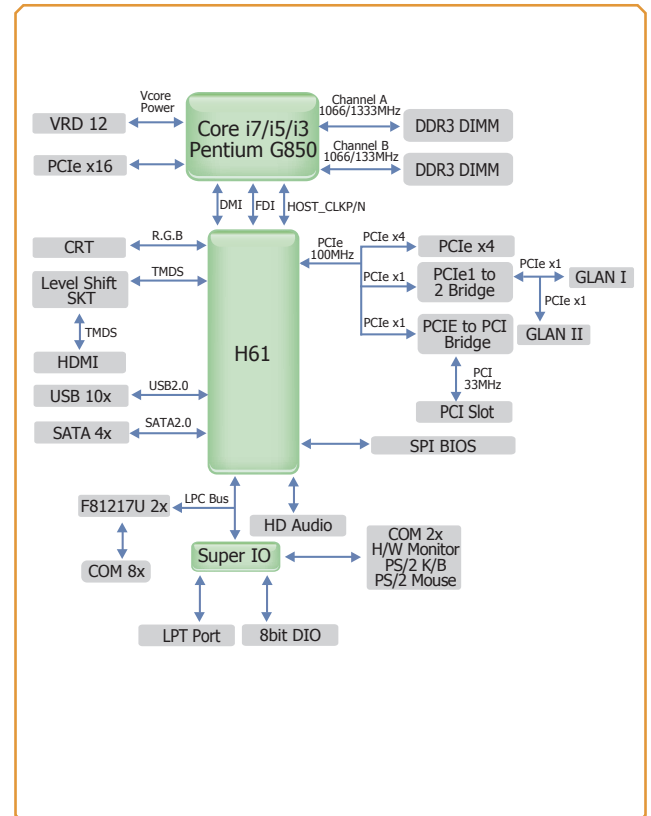 Vcore
Power
VRD 12
PCIe x16
Core i7/i5/i3
Pentium G850
Channel A
1066/1333MHz
DDR3 DIMM
Channel B
1066/133MHz
DDR3 DIMM
DMI
FDI
HOST_CLKP/N
CRT
R.G.B
Level Shift
SKT
TMDS
TMDS
HDMI
USB 10x
USB2.0
SATA 4x
SATA2.0
H61
PCIe
100MHz
PCIe x4
PCIe x4
PCIe x1
PCIe1 to
2 Bridge
PCIe x1
GLAN I
PCIe x1
GLAN II
PCIe x1
PCIE to PCI
Bridge
PCI
33MHz
PCI Slot
SPI BIOS
F81217U 2x
LPC Bus
HD Audio
COM 8x
Super IO
COM 2x
H/W Monitor
PS/2 K/B
PS/2 Mouse
LPT Port
8bit DIO